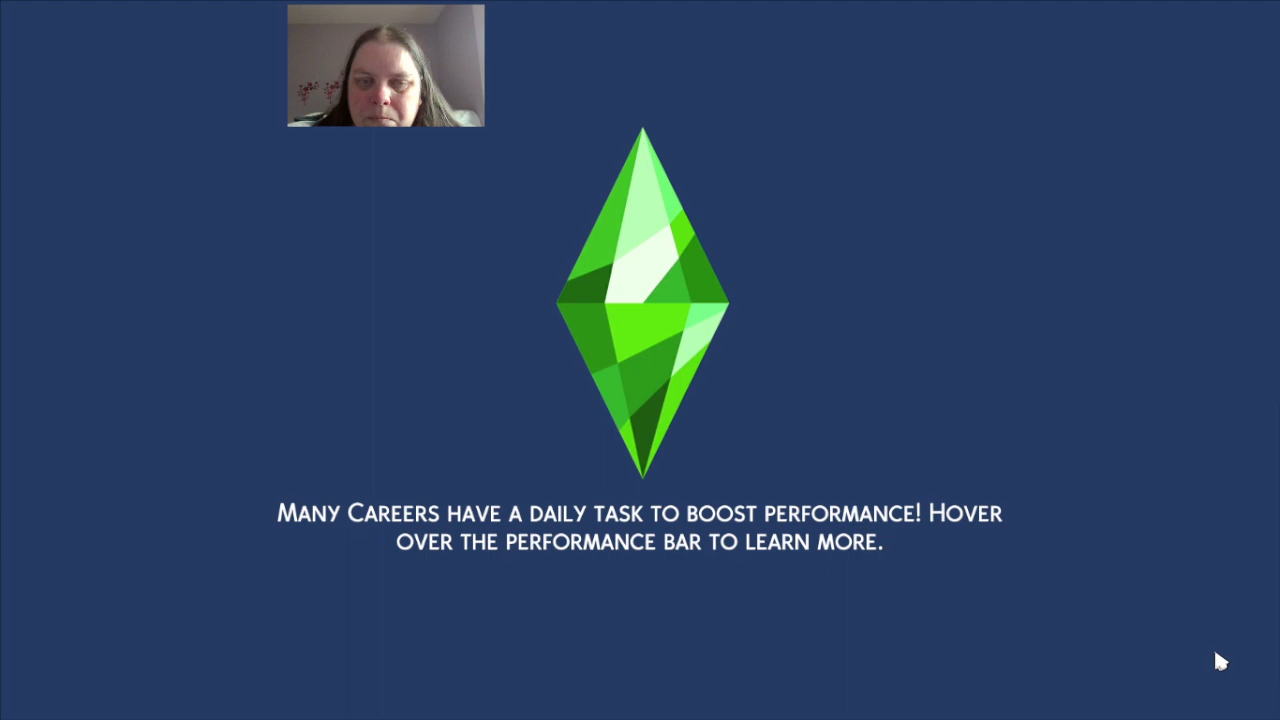 Many Careers have a daily task to boost performance! Hover
over the performance bar to learn more.